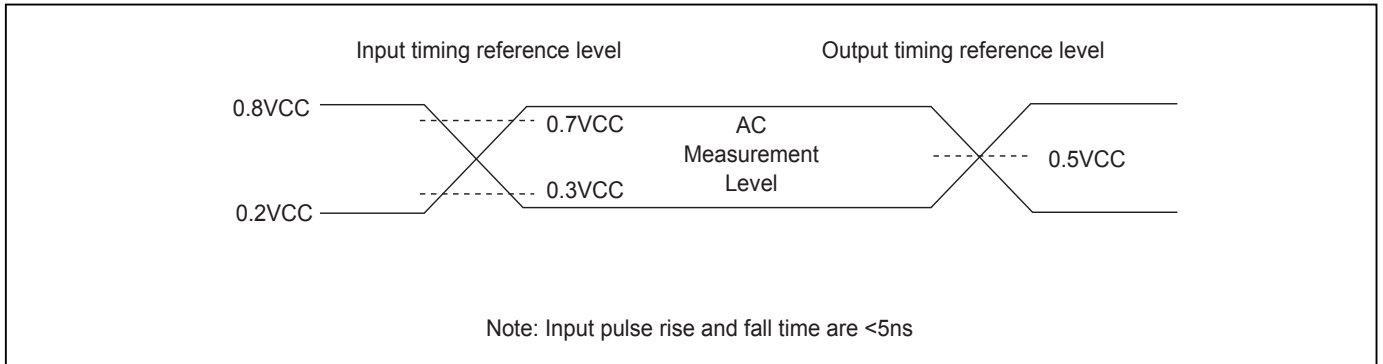 Input timing reference level
Output timing reference level
0.8VCC
0.7VCC
AC
Measurement
Level
0.5VCC
0.3VCC
0.2VCC
Note: Input pulse rise and fall time are <5ns